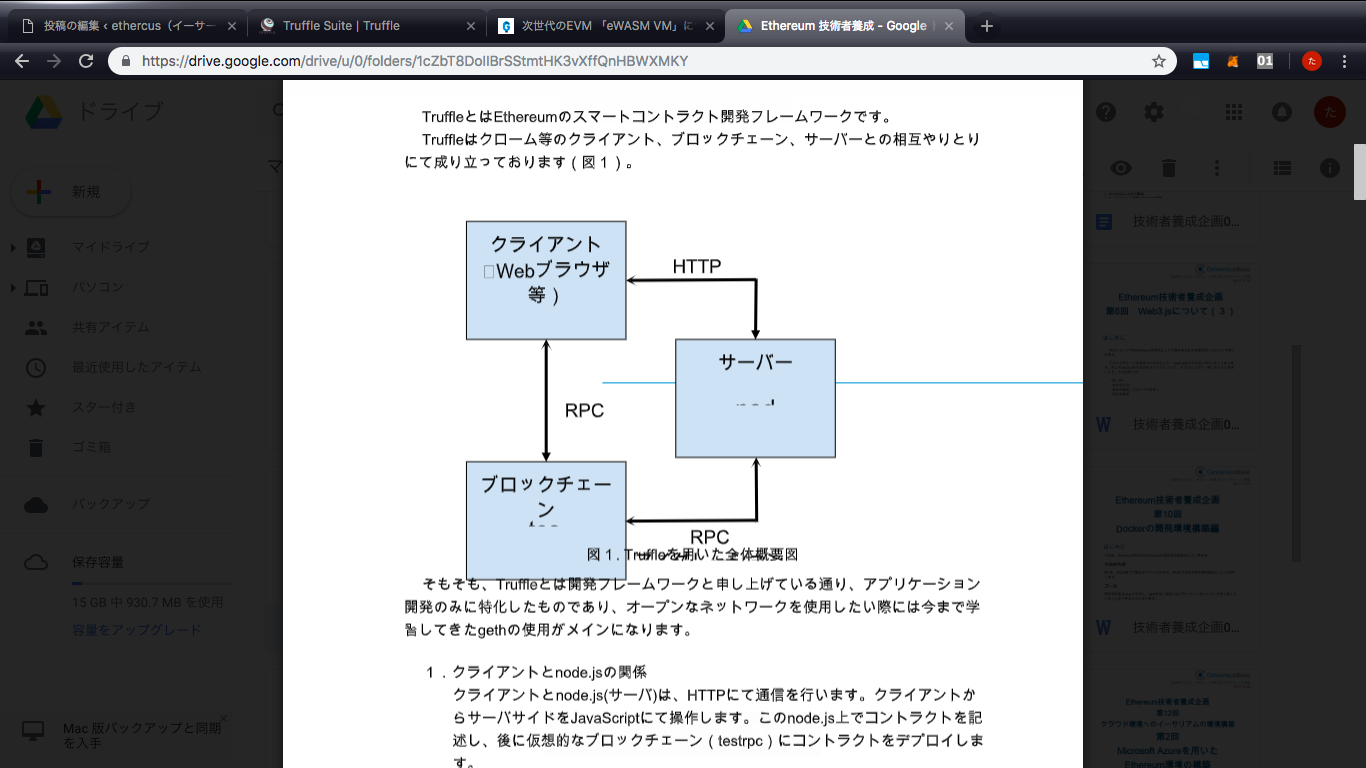 投稿の編集 ‹ ethercus（イーサー
Truffle Suite | Truffle
次世代のEVM 「eWASM VM」に
Ethereum 技術者養成 - Google
https://drive.google.com/drive/u/0/folders/1cZbT8DolIBrSStmtHK3vXffQnHBWXMKY
01
た
ドライブ
た
新規
マ
マイドライブ
パソコン
共有アイテム
最近使用したアイテム
スター付き
ゴミ箱
バックアップ
保存容量
15 GB 中 930.7 MB を使用
容量をアップグレード
Mac 版バックアップと同期
を入手
TruffleとはEthereumのスマートコントラクト開発フレームワークです。
Truffleはクローム等のクライアント、ブロックチェーン、サーバーとの相互やりとり
にて成り立っております（図１）。
クライアント
Webブラウザ
等）
HTTP
サーバー
RPC
ブロックチェー
ン
RPC
図１. Truffleを用いた全体概要図
そもそも、Truffleとは開発フレームワークと申し上げている通り、アプリケーション
開発のみに特化したものであり、オープンなネットワークを使用したい際には今まで学
習してきたgethの使用がメインになります。
１．クライアントとnode.jsの関係
クライアントとnode.js(サーバ)は、HTTPにて通信を行います。クライアントか
らサーバサイドをJavaScriptにて操作します。このnode.js上でコントラクトを記
述し、後に仮想的なブロックチェーン（testrpc）にコントラクトをデプロイしま
す。
技術者養成企画0...
Ethereum技術者養成企画
第6回 Web3.jsについて（３）
はじめに
技術者養成企画0...
Ethereum技術者養成企画
第10回
Dockerの開発環境構築編
はじめに
技術者養成企画0...
Ethereum技術者養成企画
第12回
クラウド環境へのイーサリアムの環境構築
第2回
Microsoft Azureを用いた
Ethereum環境の構築